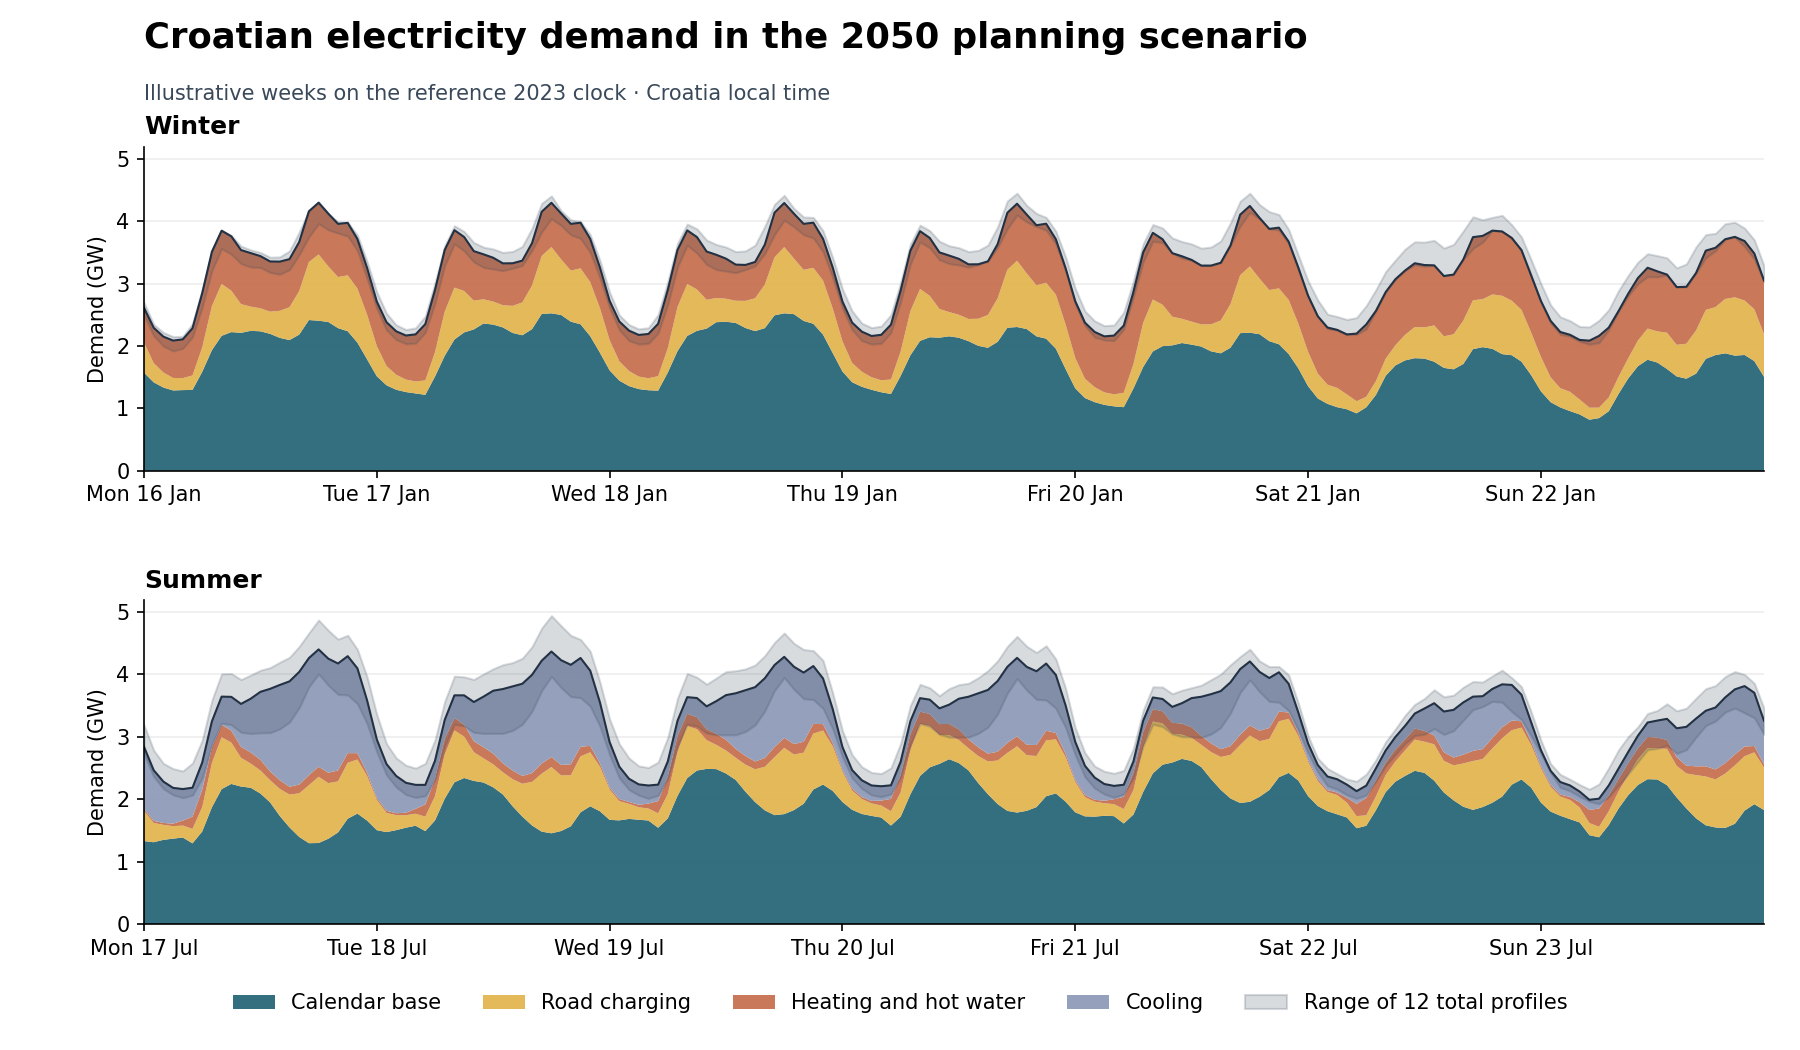 Croatian electricity demand in the 2050 planning scenario
Illustrative weeks on the reference 2023 clock · Croatia local time
Winter
Demand (GW)
5
4
3
2
1
0
Mon 16 Jan Tue 17 Jan Wed 18 Jan Thu 19 Jan Fri 20 Jan Sat 21 Jan Sun 22 Jan
Summer
Demand (GW)
5
4
3
2
1
0
Mon 17 Jul Tue 18 Jul Wed 19 Jul Thu 20 Jul Fri 21 Jul Sat 22 Jul Sun 23 Jul
Calendar base Road charging Heating and hot water Cooling Range of 12 total profiles